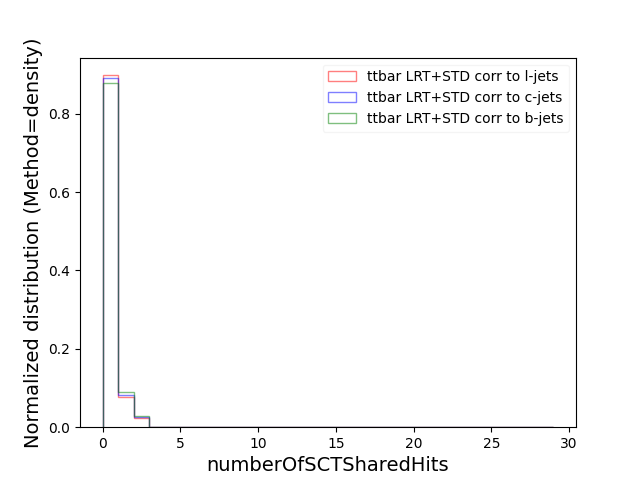 ttbar LRT+STD corr to l-jets
ttbar LRT+STD corr to c-jets
ttbar LRT+STD corr to b-jets
Normalized distribution (Method=density)
0.8
0.6
0.4
0.2
0.0
0 5 10 15 20 25 30
numberOfSCTSharedHits